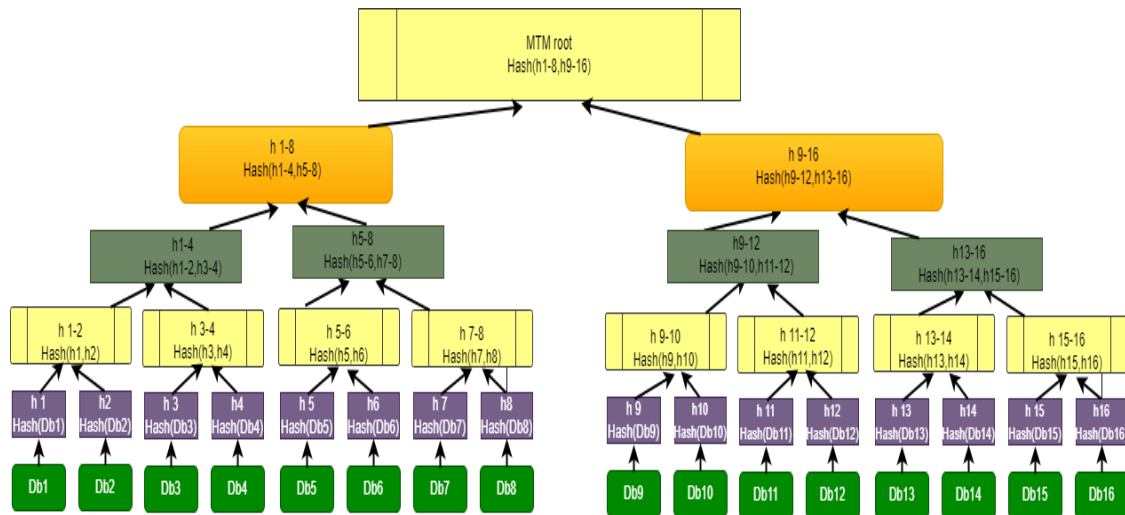 MTM root
Hash(h1-8,h9-16)
h 1-8
Hash(h1-4,h5-8)
h 9-16
Hash(h9-12,h13-16)
h1-4
Hash(h1-2,h3-4)
h5-8
Hash(h5-6,h7-8)
h9-12
Hash(h9-10,h11-12)
h13-16
Hash(h13-14,h15-16)
h 1-2
Hash(h1,h2)
h 3-4
Hash(h3,h4)
h 5-6
Hash(h5,h6)
h 7-8
Hash(h7,h8)
h 9-10
Hash(h9,h10)
h 11-12
Hash(h11,h12)
h 13-14
Hash(h13,h14)
h 15-16
Hash(h15,h16)
h 1
Hash(Db1)
h2
Hash(Db2)
h 3
Hash(Db3)
h4
Hash(Db4)
h 5
Hash(Db5)
h6
Hash(Db6)
h 7
Hash(Db7)
h8
Hash(Db8)
h 9
Hash(Db9)
h10
Hash(Db10)
h 11
Hash(Db11)
h12
Hash(Db12)
h 13
Hash(Db13)
h14
Hash(Db14)
h 15
Hash(Db15)
h16
Hash(Db16)
Db1
Db2
Db3
Db4
Db5
Db6
Db7
Db8
Db9
Db10
Db11
Db12
Db13
Db14
Db15
Db16